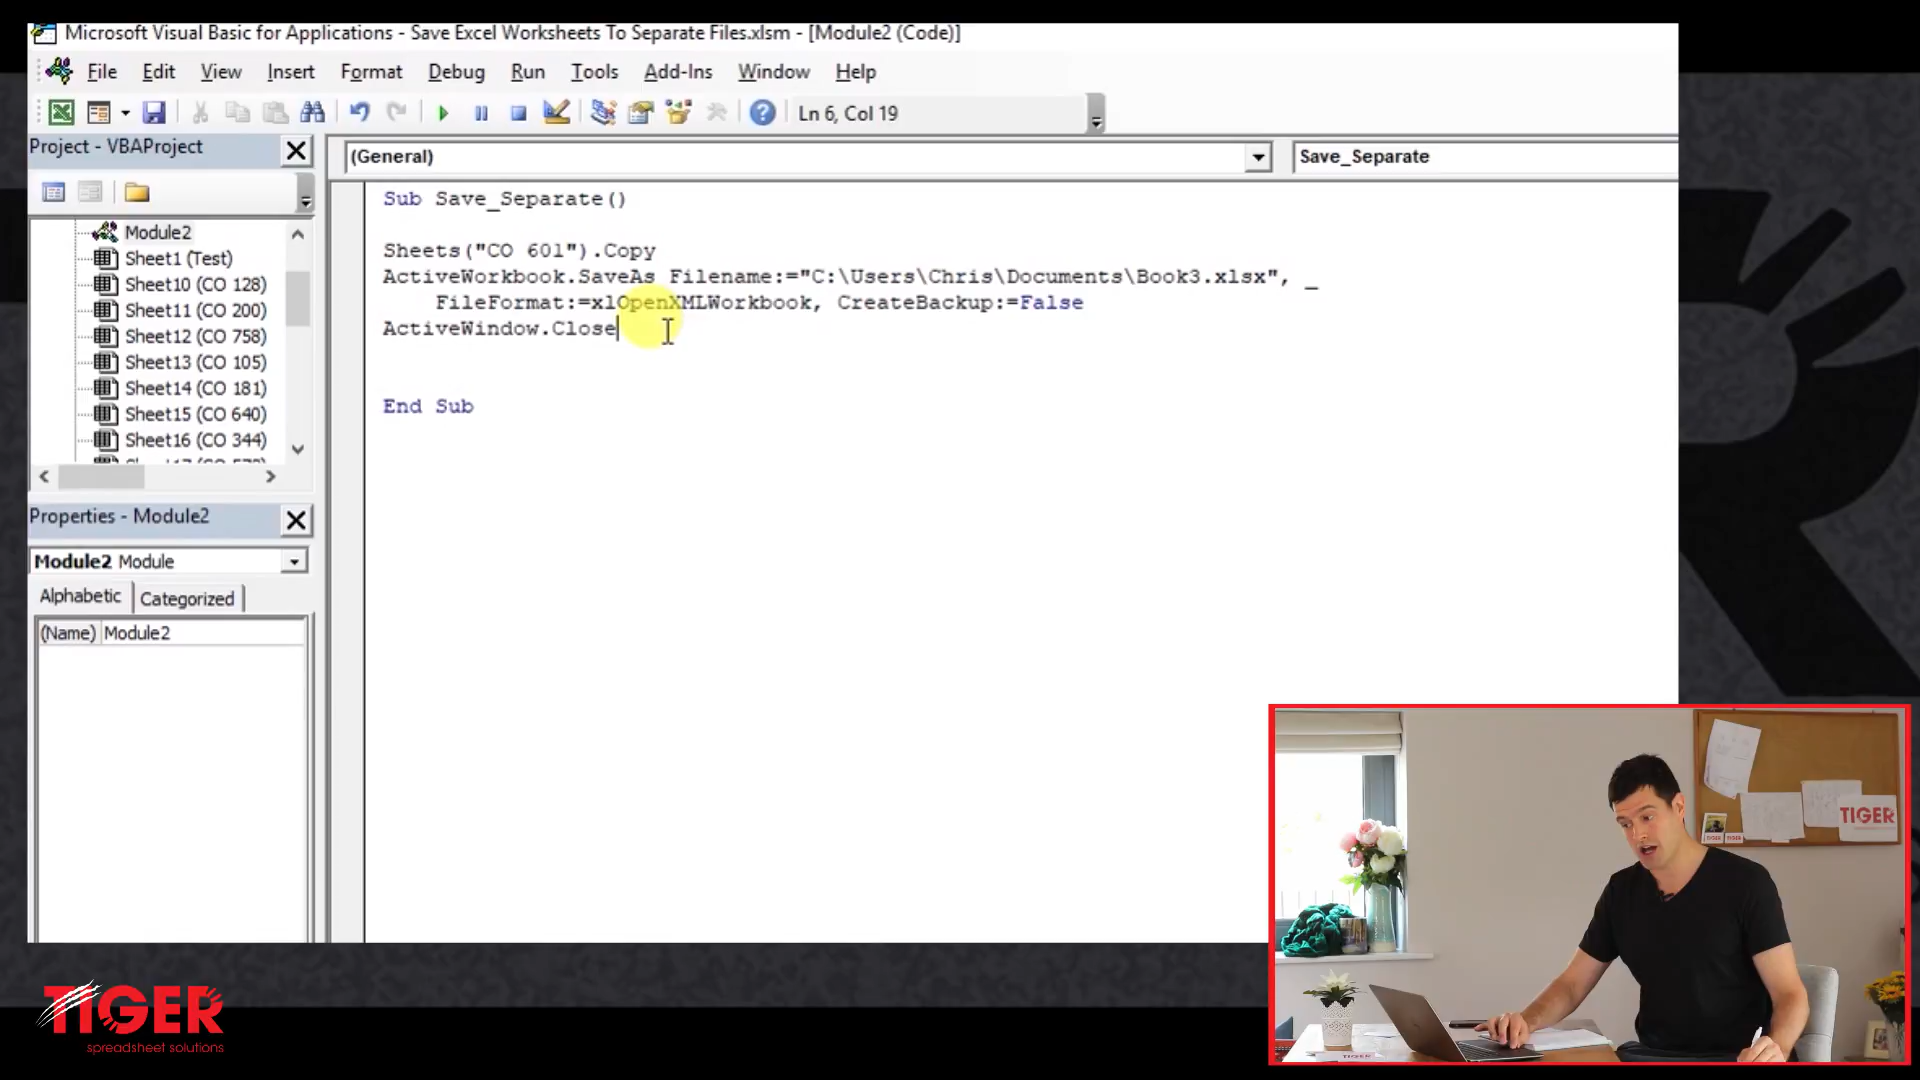 Microsoft Visual Basic for Applications - Save Excel Worksheets To Separate Files.xlsm - [Module2 (Code)]
File Edit View Insert Format Debug Run Tools Add-Ins Window Help
Ln 6, Col 19
Project - VBAProject
Module2
Sheet1 (Test)
Sheet10 (CO 128)
Sheet11 (CO 200)
Sheet12 (CO 758)
Sheet13 (CO 105)
Sheet14 (CO 181)
Sheet15 (CO 640)
Sheet16 (CO 344)
Properties - Module2
Module2 Module
Alphabetic Categorized
(Name) Module2
(General) Save_Separate
Sub Save_Separate()
Sheets("CO 601").Copy
ActiveWorkbook.SaveAs Filename:="C:\Users\Chris\Documents\Book3.xlsx", _
FileFormat:=xlOpenXMLWorkbook, CreateBackup:=False
ActiveWindow.Close
End Sub
TIGER
TIGER
spreadsheet solutions